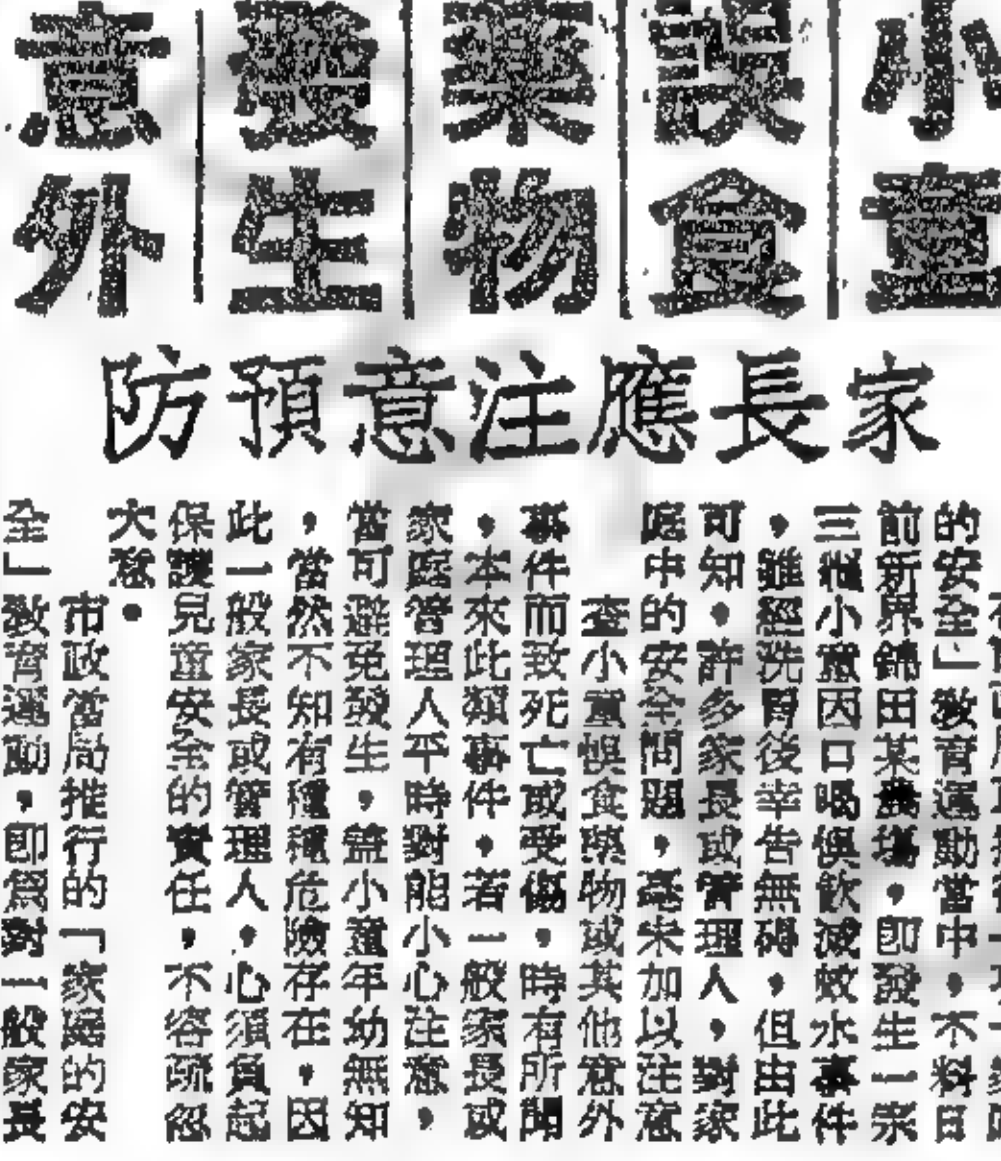 小童
誤食
藥物
發生
意外
家長應注意預防
的安全」教育運動當中，不料日
前新界錦田某農場，即發生一宗
三個小童因口喝悞飲滅蚊水事件
，雖經洗胃後幸告無碍，但由此
可知，許多家長或管理人，對家
庭中的安全問題，毫未加以注意
查小童悞食藥物或其他意外
事件而致死亡或受傷，時有所聞
，本來此類事件，若一般家長或
家庭管理人平時對能小心注意，
當可避免發生，蓋小童年幼無知
，當然不知有種種危險存在，因
此一般家長或管理人，心須負起
保護兒童安全的責任，不容疏忽
大意。
市政當局推行的「家庭的安
全」教育運動，即爲對一般家長